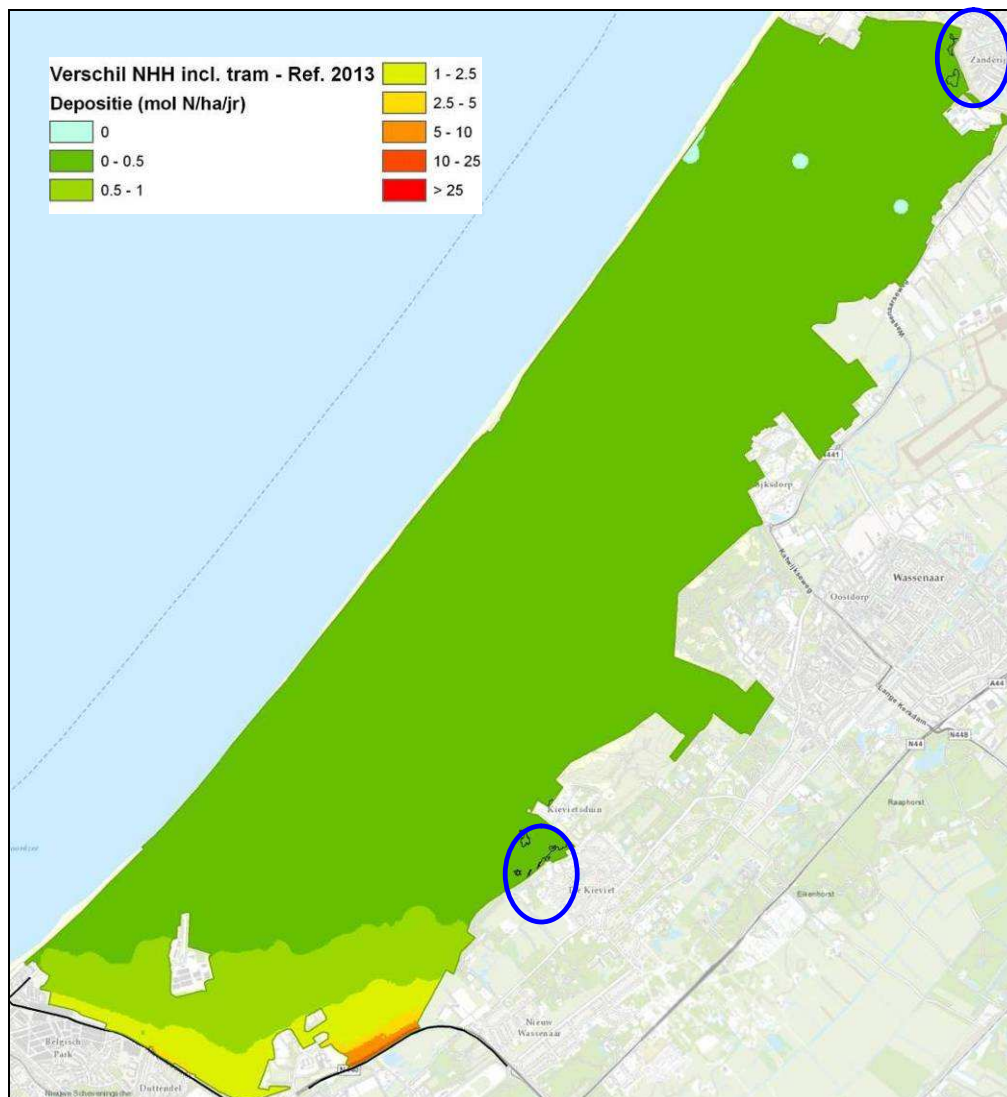 Verschil NHH incl. tram - Ref. 2013
Depositie (mol N/ha/jr)
0
0 - 0.5
0.5 - 1
1 - 2.5
2.5 - 5
5 - 10
10 - 25
> 25
Wassenaarseweg
Katwijkseweg
Wassenaar
Oostdorp
A44
Lange Kerkdam
N448
N44
Raaphorst
Kievietsduin
De Kieviet
Eikenhorst
Nieuw
Wassenaar
Belgisch
Park
Duttendel